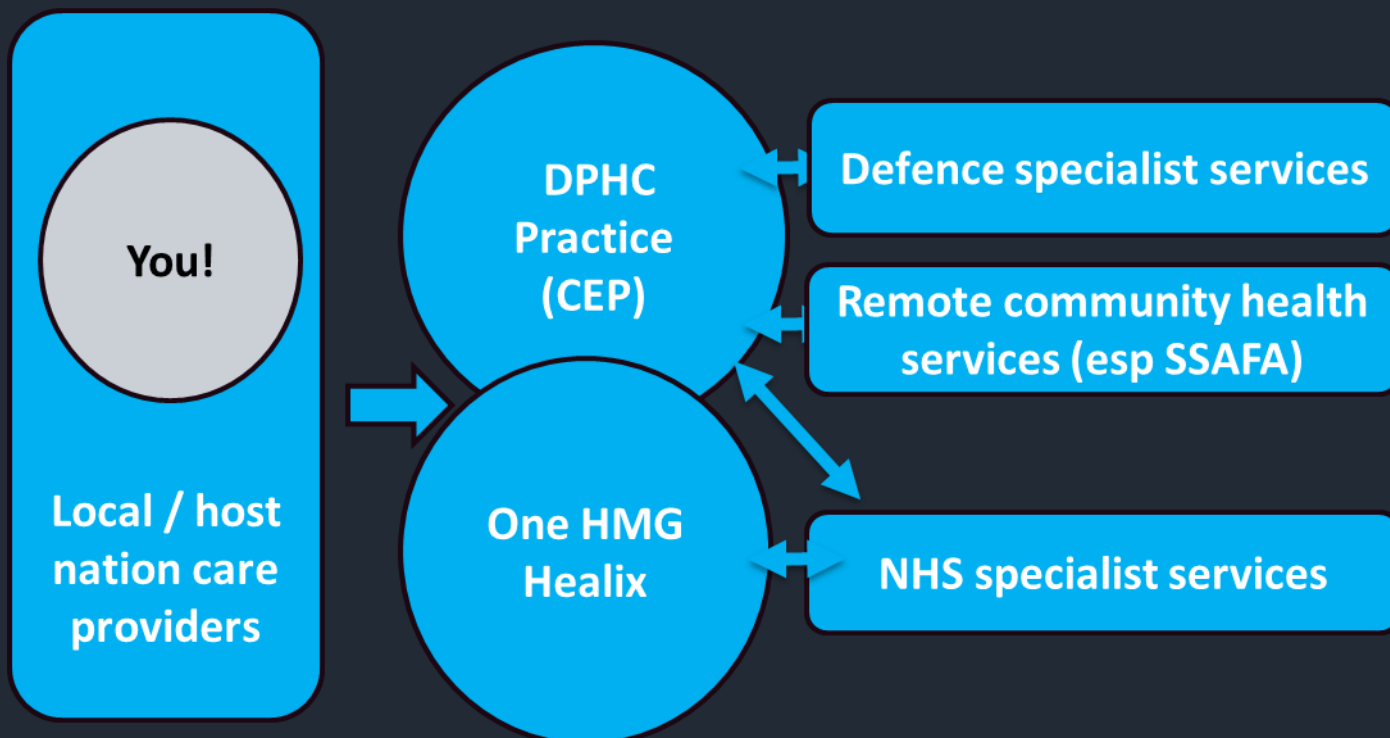 You!
Local / host
nation care
providers
DPHC
Practice
(CEP)
One HMG
Healix
Defence specialist services
Remote community health
services (esp SSAFA)
NHS specialist services